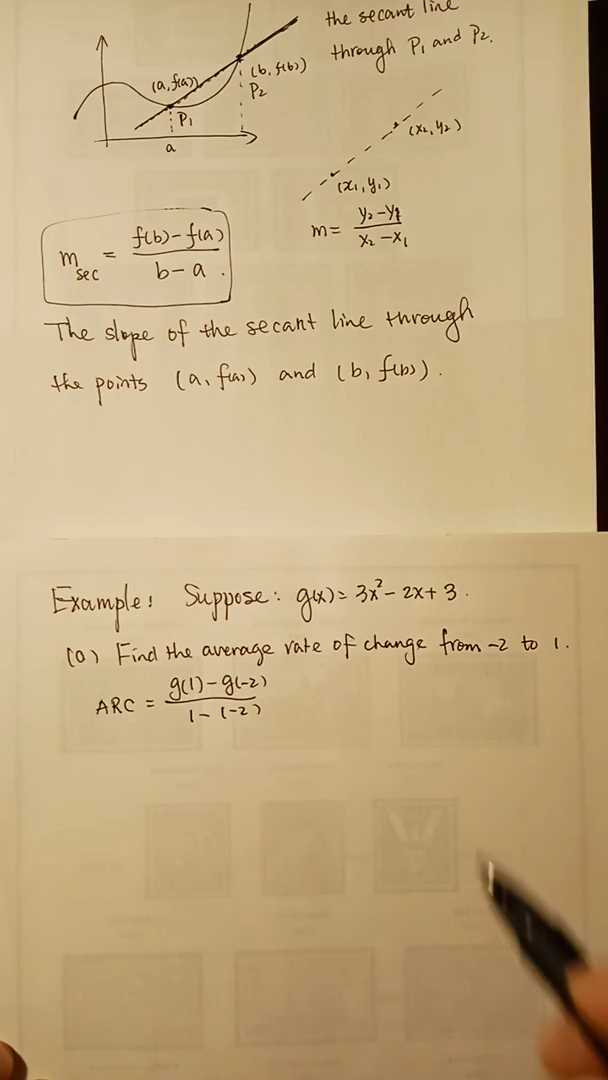 the secant line
through P₁ and P₂.
(a, f(a))
(b, f(b))
P₂
P₁
a
(x₂, y₂)
(x₁, y₁)
m = y₂-y₁ / x₂-x₁
m sec = f(b)-f(a) / b-a .
The slope of the secant line through
the points (a, f(a)) and (b, f(b)).
Example: Suppose: g(x) = 3x²-2x+3.
(a) Find the average rate of change from -2 to 1.
ARC = g(1)-g(-2) / 1-(-2)